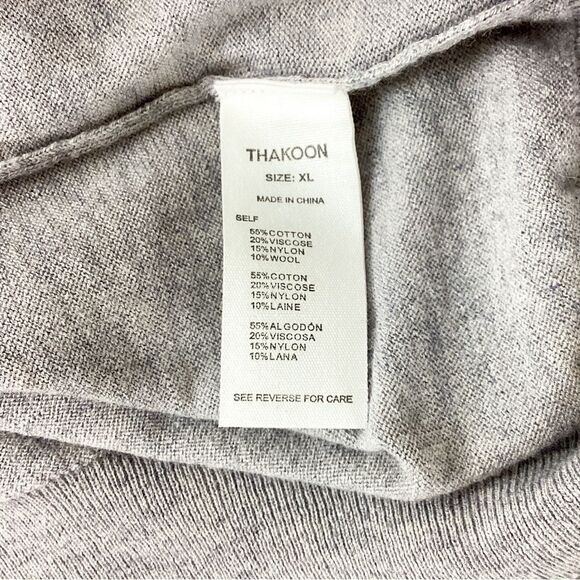 THAKOON
SIZE: XL
MADE IN CHINA
SELF
55%COTTON
20%VISCOSE
15%NYLON
10%WOOL
55%COTON
20%VISCOSE
15%NYLON
10%LAINE
55%ALGODÓN
20%VISCOSA
15%NYLON
10%LANA
SEE REVERSE FOR CARE